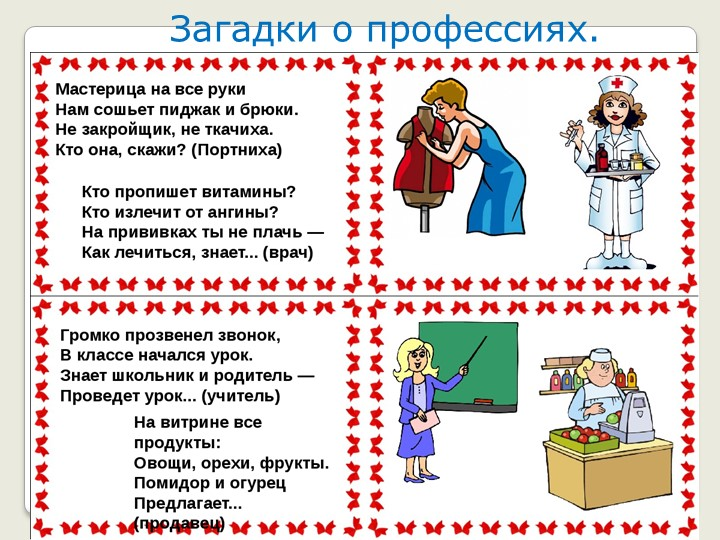 Загадки о профессиях.
Мастерица на все руки
Нам сошьет пиджак и брюки.
Не закройщик, не ткачиха.
Кто она, скажи? (Портниха)
Кто пропишет витамины?
Кто излечит от ангины?
На прививках ты не плачь —
Как лечиться, знает... (врач)
Громко прозвенел звонок,
В классе начался урок.
Знает школьник и родитель —
Проведет урок... (учитель)
На витрине все
продукты:
Овощи, орехи, фрукты.
Помидор и огурец
Предлагает...
(продавец)